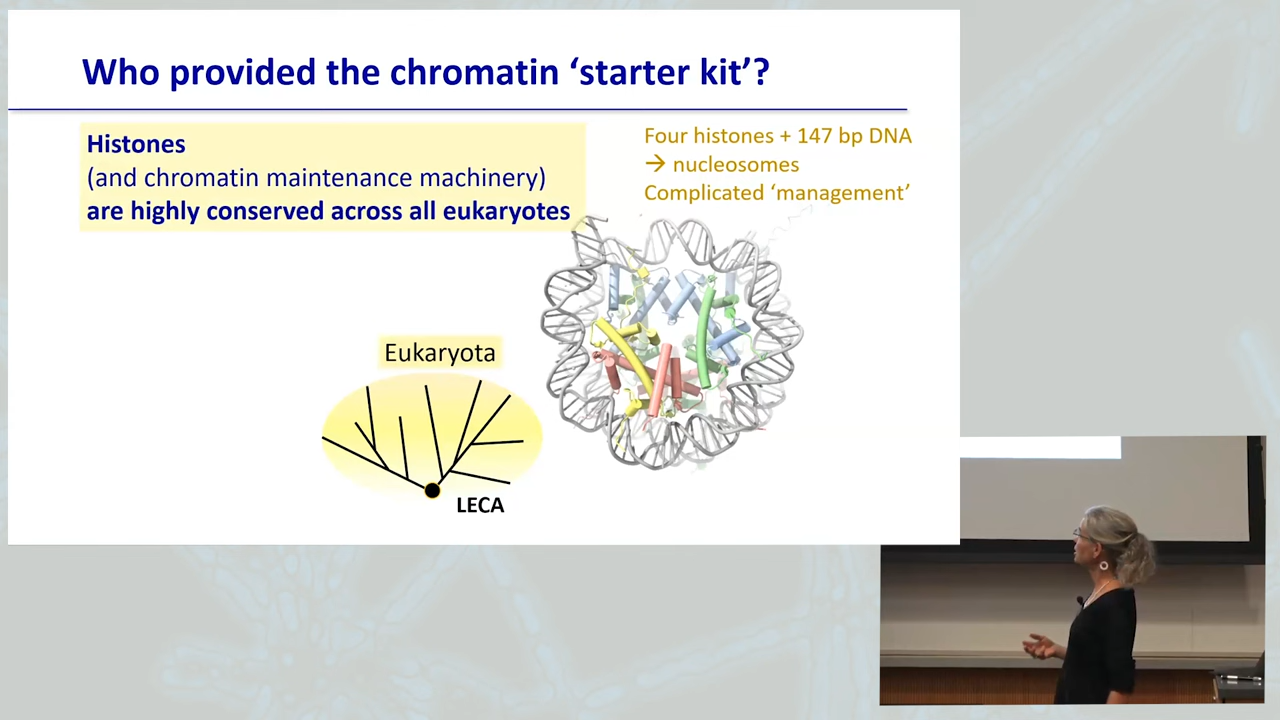 Who provided the chromatin ‘starter kit’?
Histones
(and chromatin maintenance machinery)
are highly conserved across all eukaryotes
Four histones + 147 bp DNA
→ nucleosomes
Complicated ‘management’
Eukaryota
LECA